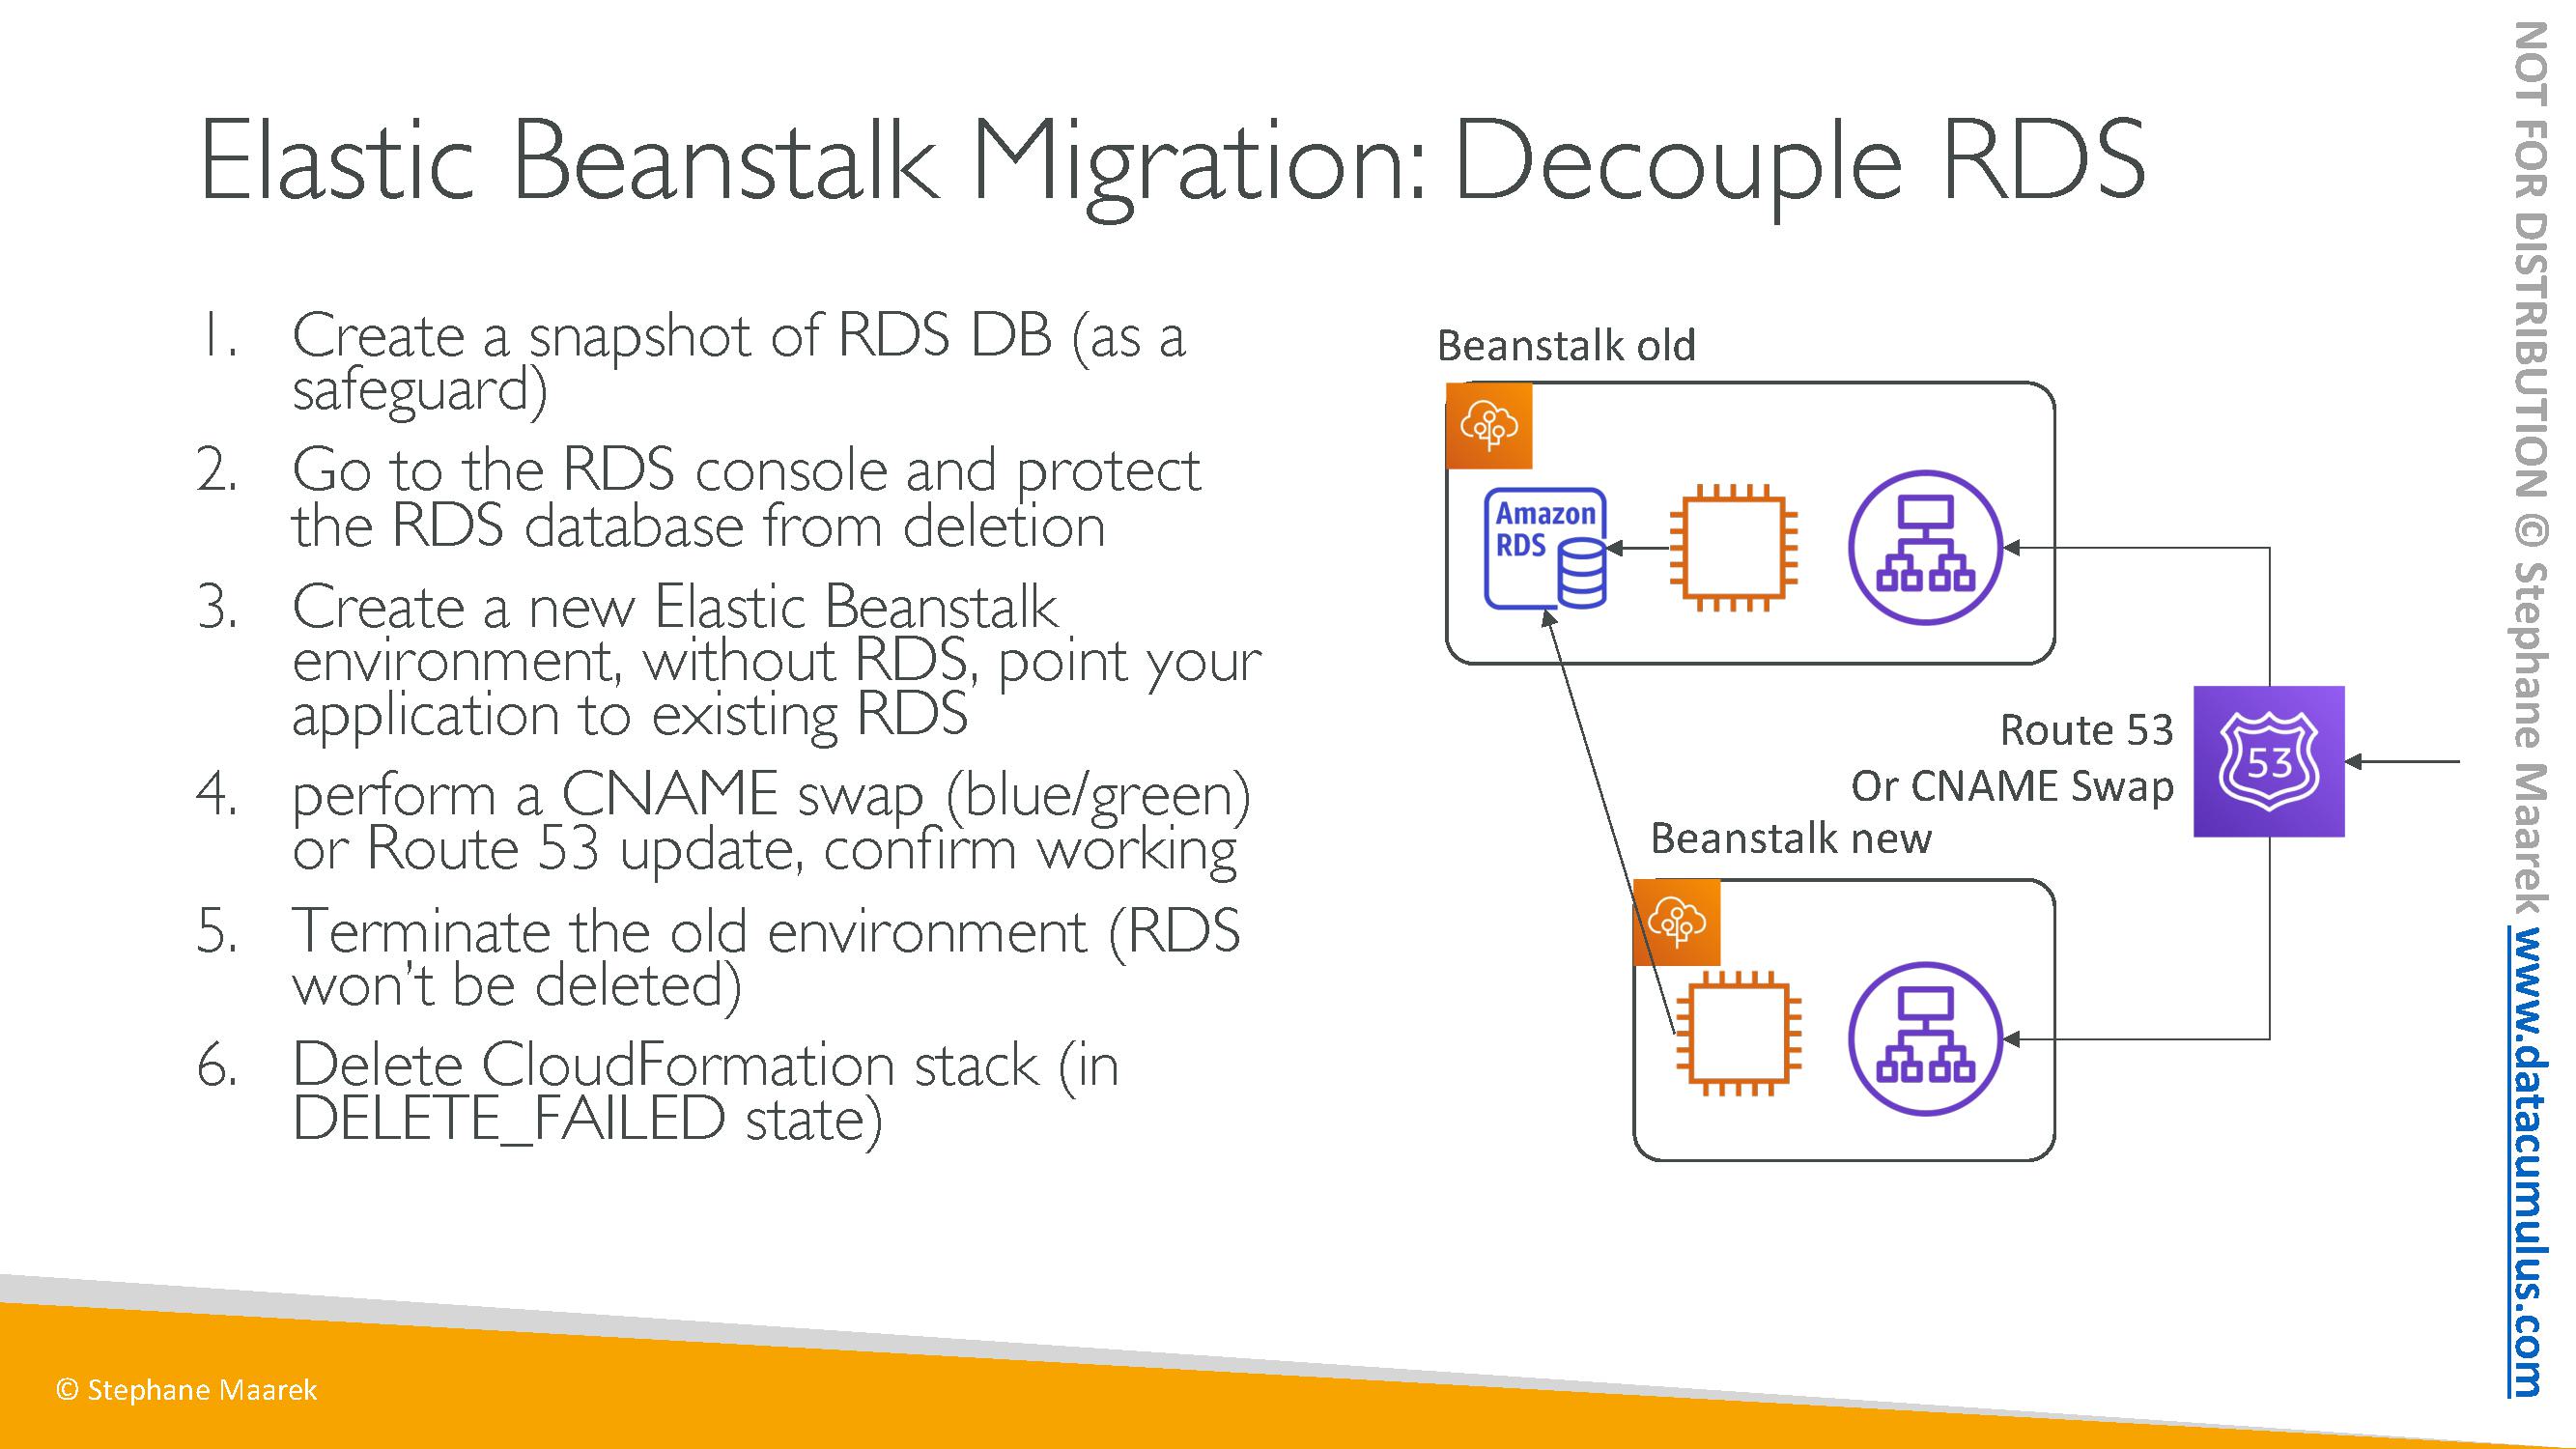 Elastic Beanstalk Migration: Decouple RDS
1. Create a snapshot of RDS DB (as a
safeguard)
2. Go to the RDS console and protect
the RDS database from deletion
3. Create a new Elastic Beanstalk
environment, without RDS, point your
application to existing RDS
4. perform a CNAME swap (blue/green)
or Route 53 update, confirm working
5. Terminate the old environment (RDS
won't be deleted)
6. Delete CloudFormation stack (in
DELETE_FAILED state)
Beanstalk old
Amazon
RDS
Route 53
Or CNAME Swap
53
Beanstalk new
© Stephane Maarek
NOT FOR DISTRIBUTION © Stephane Maarek www.datacumulus.com